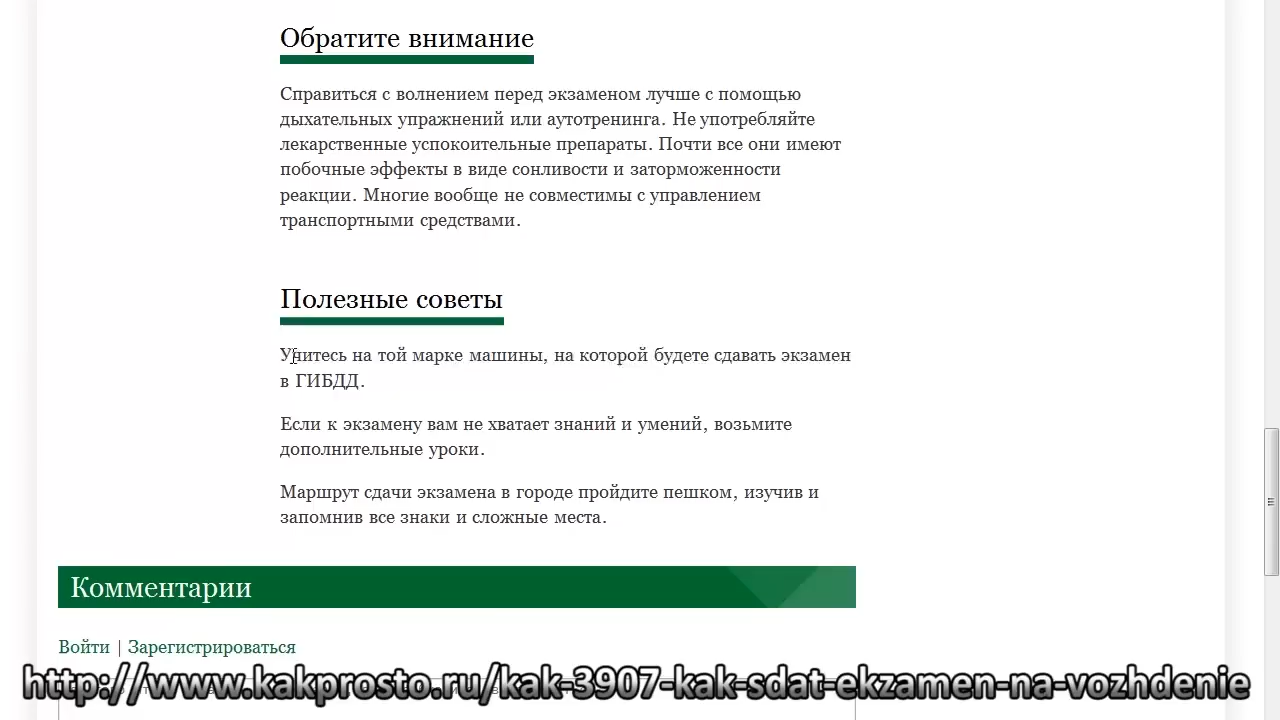 Обратите внимание
Справиться с волнением перед экзаменом лучше с помощью
дыхательных упражнений или аутотренинга. Не употребляйте
лекарственные успокоительные препараты. Почти все они имеют
побочные эффекты в виде сонливости и заторможенности
реакции. Многие вообще не совместимы с управлением
транспортными средствами.
Полезные советы
Учитесь на той марке машины, на которой будете сдавать экзамен
в ГИБДД.
Если к экзамену вам не хватает знаний и умений, возьмите
дополнительные уроки.
Маршрут сдачи экзамена в городе пройдите пешком, изучив и
запомнив все знаки и сложные места.
Комментарии
Войти | Зарегистрироваться
http://www.kakprosto.ru/kak-3907-kak-sdat-ekzamen-na-vozhdenie